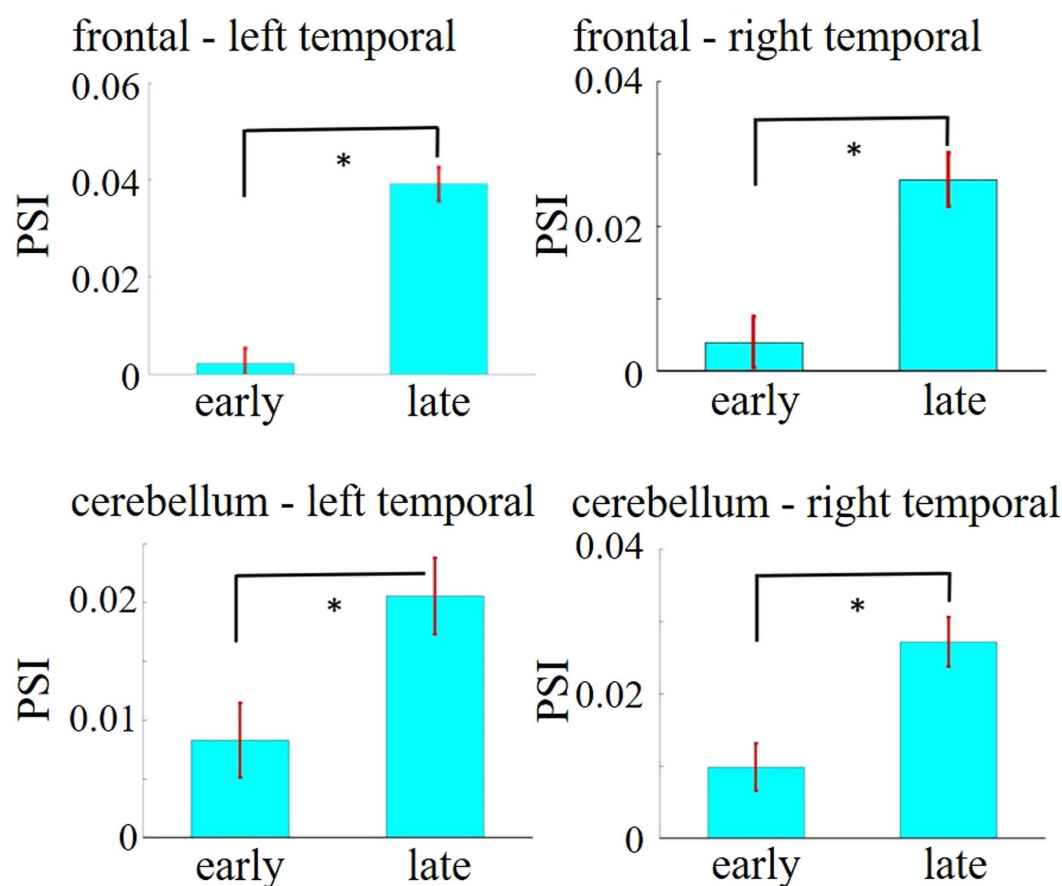 frontal - left temporal
0.06
0.04
0.02
0
PSI
*
early late
frontal - right temporal
0.04
0.02
0
PSI
*
early late
cerebellum - left temporal
0.02
0.01
0
PSI
*
early late
cerebellum - right temporal
0.04
0.02
0
PSI
*
early late